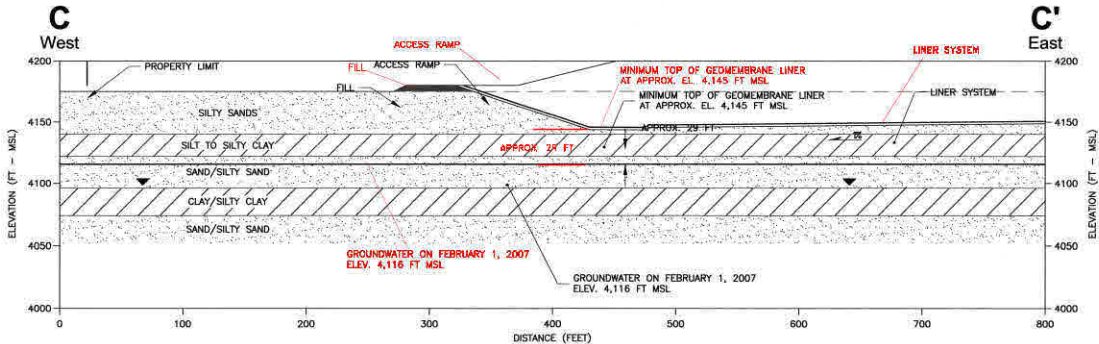 C
West
C'
East
ACCESS RAMP
LINER SYSTEM
4200
PROPERTY LIMIT
FILL
ACCESS RAMP
4200
MINIMUM TOP OF GEOMEMBRANE LINER
AT APPROX. EL. 4,145 FT MSL
FILL
MINIMUM TOP OF GEOMEMBRANE LINER
AT APPROX. EL. 4,145 FT MSL
LINER SYSTEM
SILTY SANDS
4150
APPROX. 29 FT
4150
SILT TO SILTY CLAY
APPROX. 29 FT
SAND/SILTY SAND
4100
4100
CLAY/SILTY CLAY
SAND/SILTY SAND
4050
4050
GROUNDWATER ON FEBRUARY 1, 2007
ELEV. 4,116 FT MSL
GROUNDWATER ON FEBRUARY 1, 2007
ELEV. 4,116 FT MSL
4000
4000
0 100 200 300 400 500 600 700 800
DISTANCE (FEET)
ELEVATION (FT - MSL)
ELEVATION (FT - MSL)